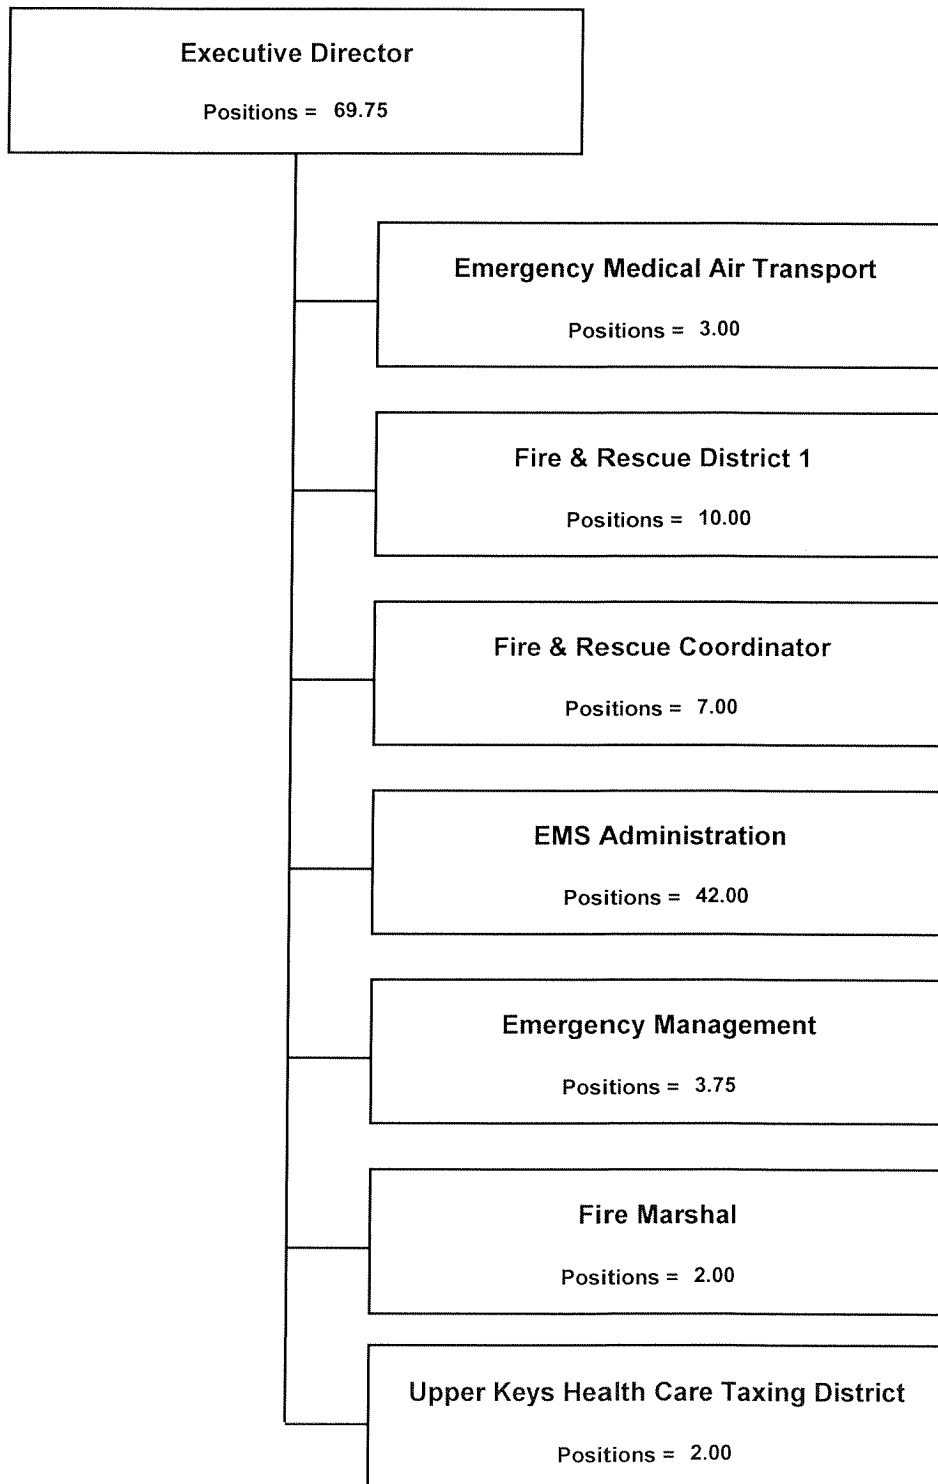 Executive Director
Positions = 69.75
Emergency Medical Air Transport
Positions = 3.00
Fire & Rescue District 1
Positions = 10.00
Fire & Rescue Coordinator
Positions = 7.00
EMS Administration
Positions = 42.00
Emergency Management
Positions = 3.75
Fire Marshal
Positions = 2.00
Upper Keys Health Care Taxing District
Positions = 2.00